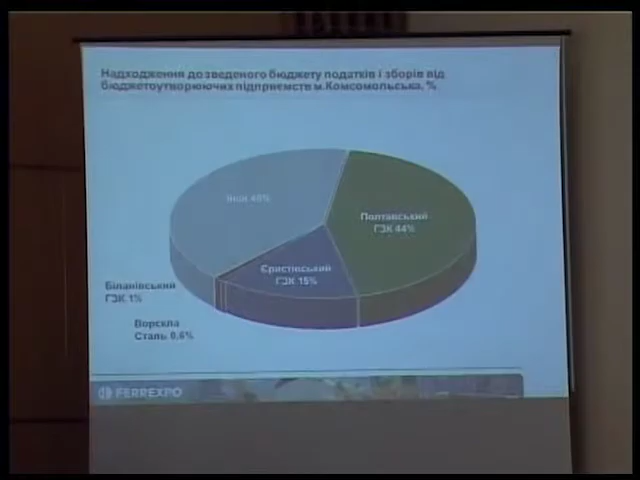 Надходження до зведеного бюджету податків і зборів від
бюджетоутворюючих підприємств м.Комсомольська, %
Інші 40%
Полтавський
ГЗК 44%
Єристівський
ГЗК 15%
Біланівський
ГЗК 1%
Ворскла
Сталь 0,6%
FERREXPO